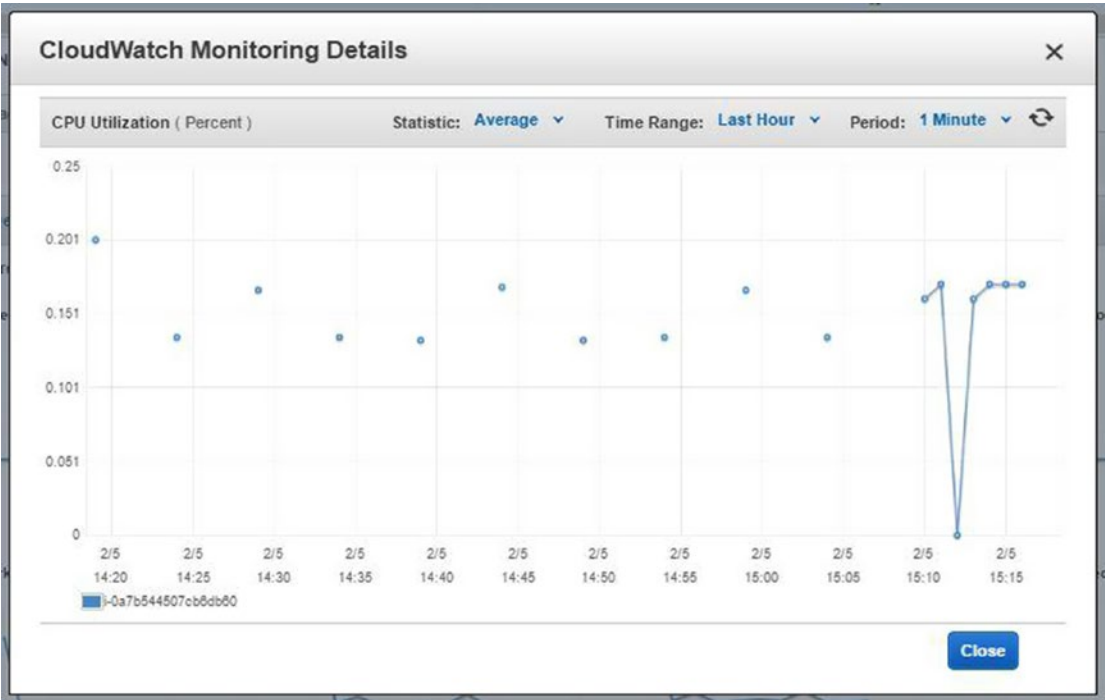 CloudWatch Monitoring Details
CPU Utilization ( Percent ) Statistic: Average Time Range: Last Hour Period: 1 Minute
0.25
0.201
0.151
0.101
0.051
0
2/5 2/5 2/5 2/5 2/5 2/5 2/5 2/5 2/5 2/5 2/5 2/5
14:20 14:25 14:30 14:35 14:40 14:45 14:50 14:55 15:00 15:05 15:10 15:15
i-0a7b544507cb6db60
Close